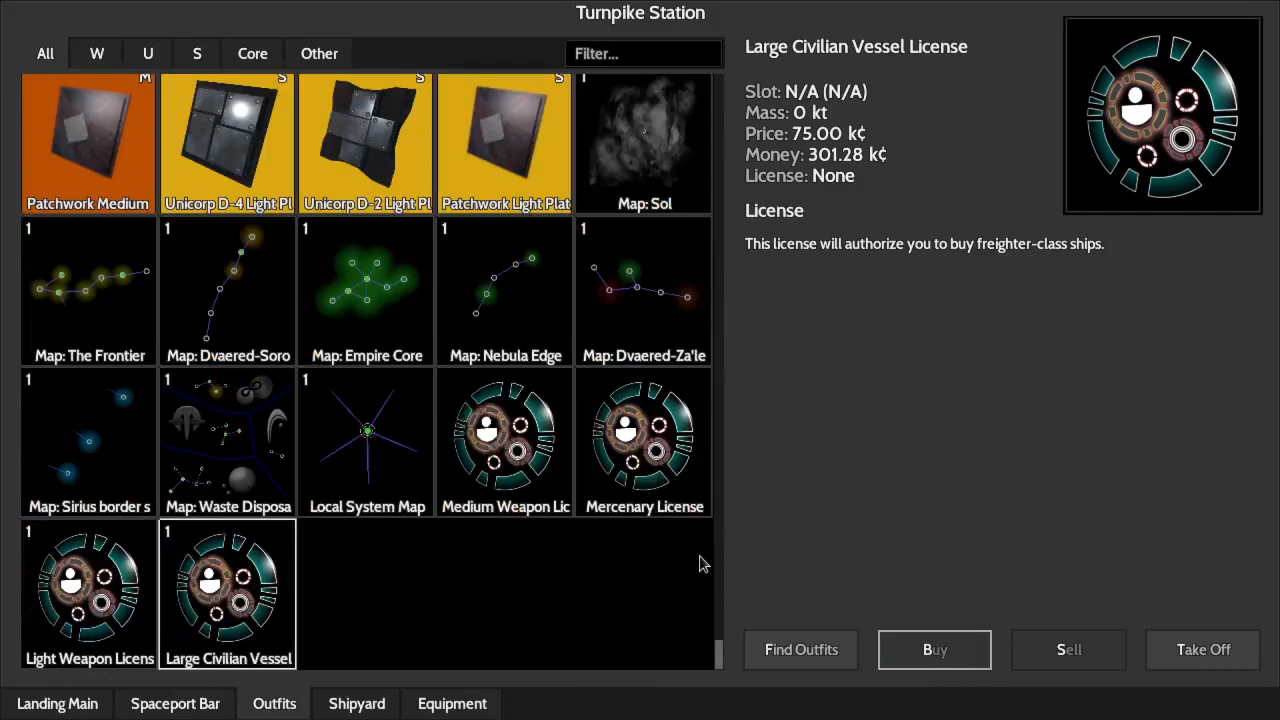 Turnpike Station
All W U S Core Other
Filter...
M S S S 1
Patchwork Medium Unicorp D-4 Light Pl Unicorp D-2 Light Pl Patchwork Light Plat Map: Sol
1 1 1 1 1
Map: The Frontier Map: Dvaered-Soro Map: Empire Core Map: Nebula Edge Map: Dvaered-Za'le
1 1 1
Map: Sirius border s Map: Waste Disposa Local System Map Medium Weapon Lic Mercenary License
1 1
Light Weapon Licens Large Civilian Vessel
Large Civilian Vessel License
Slot: N/A (N/A)
Mass: 0 kt
Price: 75.00 k¢
Money: 301.28 k¢
License: None
License
This license will authorize you to buy freighter-class ships.
Find Outfits Buy Sell Take Off
Landing Main Spaceport Bar Outfits Shipyard Equipment